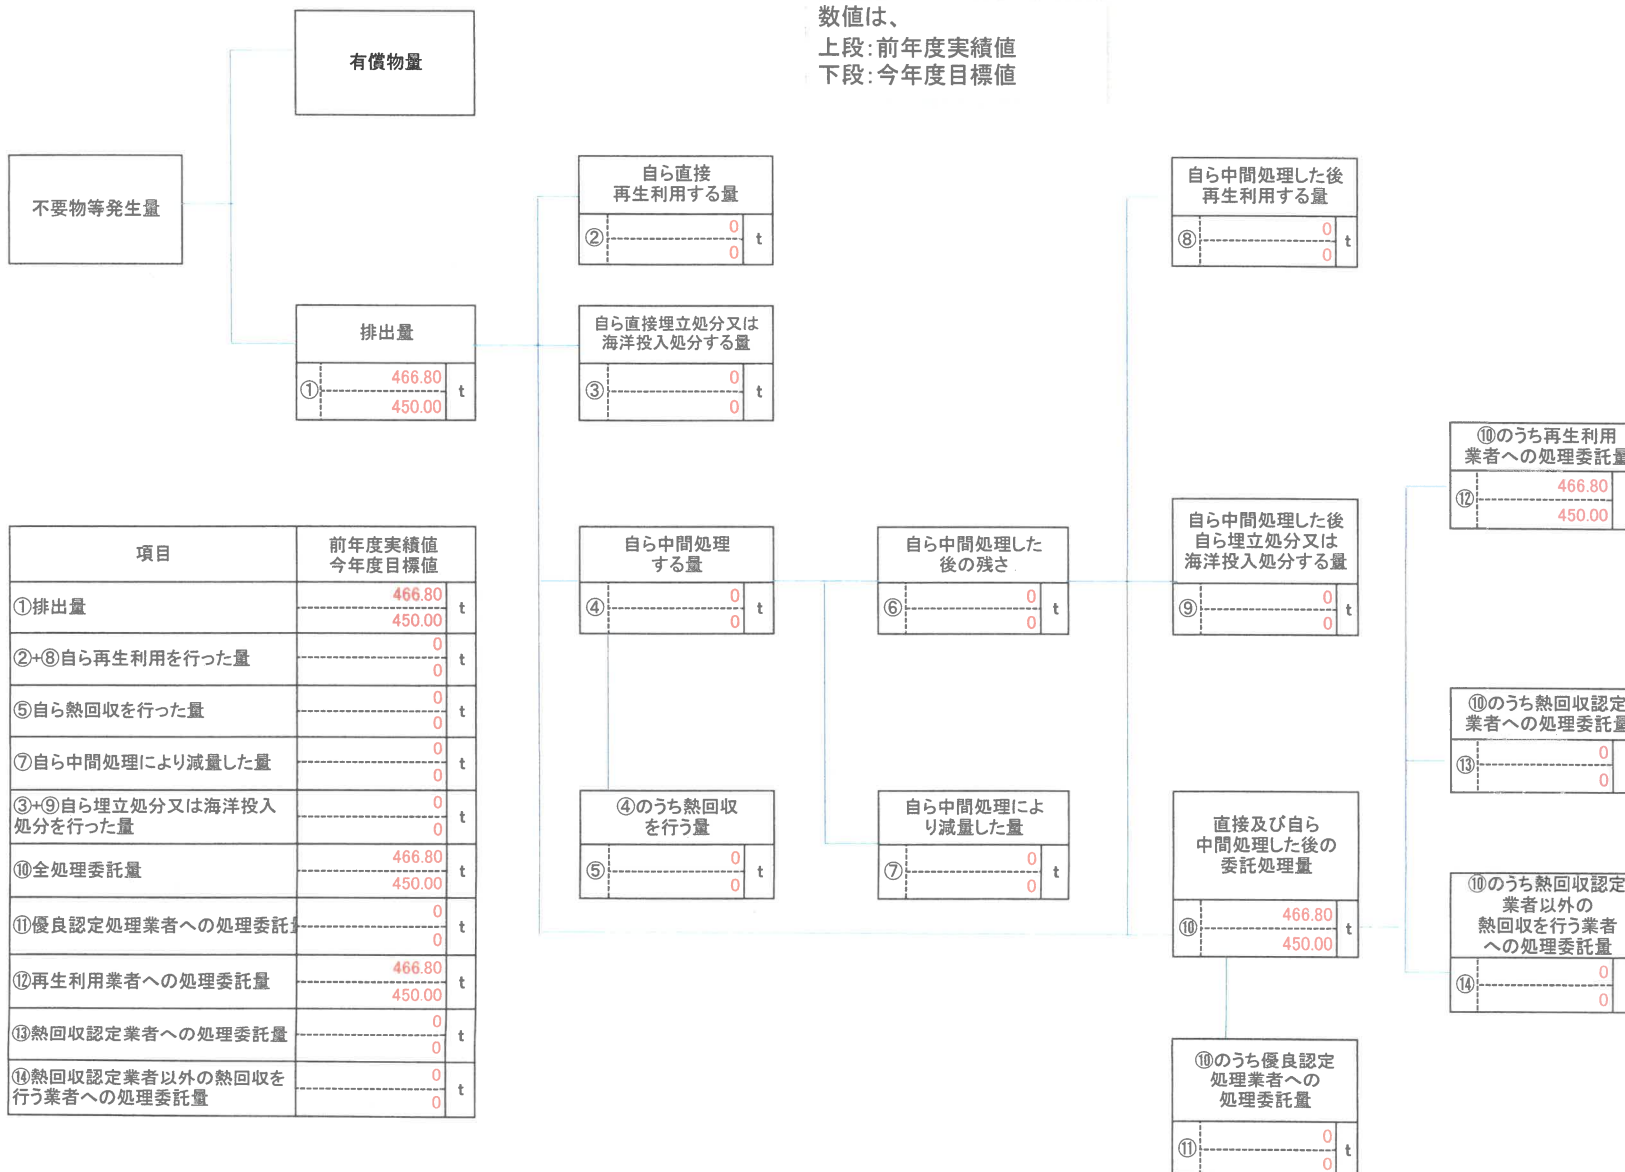 数値は、
上段:前年度実績値
下段:今年度目標値
有償物量
不要物等発生量
排出量
①
466.80
450.00
t
自ら直接
再生利用する量
②
0
0
t
自ら直接埋立処分又は
海洋投入処分する量
③
0
0
t
自ら中間処理
する量
④
0
0
t
④のうち熱回収
を行う量
⑤
0
0
t
自ら中間処理した
後の残さ
⑥
0
0
t
自ら中間処理によ
り減量した量
⑦
0
0
t
自ら中間処理した後
再生利用する量
⑧
0
0
t
自ら中間処理した後
自ら埋立処分又は
海洋投入処分する量
⑨
0
0
t
直接及び自ら
中間処理した後の
委託処理量
⑩
466.80
450.00
t
⑩のうち優良認定
処理業者への
処理委託量
⑪
0
0
t
⑩のうち再生利用
業者への処理委託量
⑫
466.80
450.00
⑩のうち熱回収認定
業者への処理委託量
⑬
0
0
⑩のうち熱回収認定
業者以外の
熱回収を行う業者
への処理委託量
⑭
0
0
項目
前年度実績値
今年度目標値
①排出量
466.80
450.00
t
②+⑧自ら再生利用を行った量
0
0
t
⑤自ら熱回収を行った量
0
0
t
⑦自ら中間処理により減量した量
0
0
t
③+⑨自ら埋立処分又は海洋投入
処分を行った量
0
0
t
⑩全処理委託量
466.80
450.00
t
⑪優良認定処理業者への処理委託
0
0
t
⑫再生利用業者への処理委託量
466.80
450.00
t
⑬熱回収認定業者への処理委託量
0
0
t
⑭熱回収認定業者以外の熱回収を
行う業者への処理委託量
0
0
t